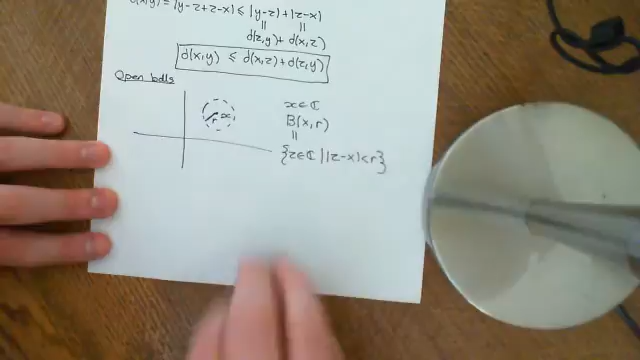 d(x,y) = |y-z+z-x| ≤ |y-z| + |z-x|
|| ||
d(z,y) + d(x,z)
d(x,y) ≤ d(x,z) + d(z,y)
Open balls
r x
x ∈ ℂ
B(x,r)
||
{z ∈ ℂ | |z-x| < r}